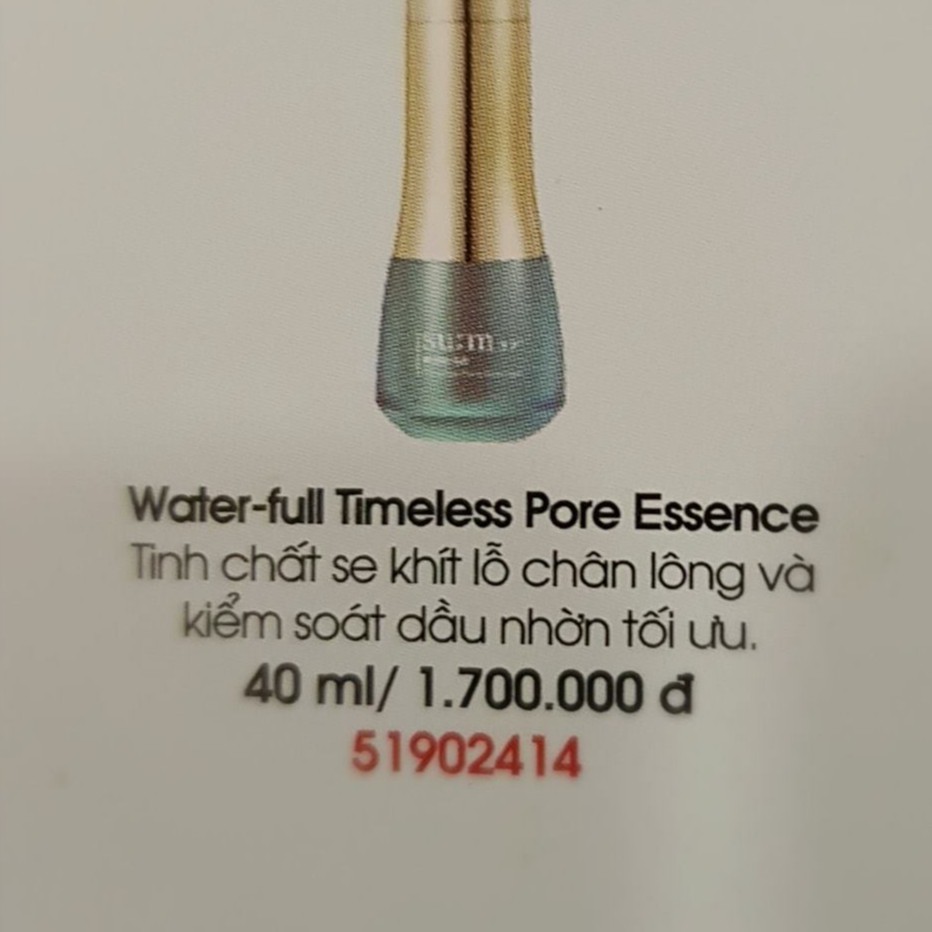 su:m
Water-full Timeless Pore Essence
Tinh chất se khít lỗ chân lông và
kiểm soát dầu nhờn tối ưu.
40 ml/ 1.700.000 đ
51902414